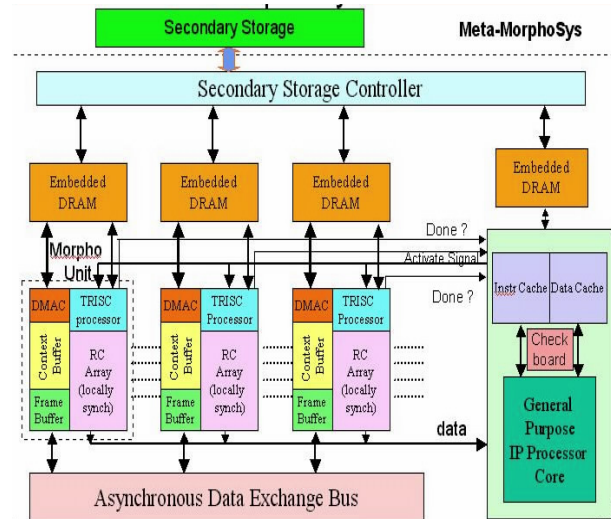 Secondary Storage
Meta-MorphoSys
Secondary Storage Controller
Embedded
DRAM
Embedded
DRAM
Embedded
DRAM
Embedded
DRAM
Done ?
Morpho
Unit
Activate Signal
Done ?
DMAC
TRISC
processor
Context
Buffer
RC
Array
(locally
synch)
Frame
Buffer
DMAC
TRISC
Processor
Context
Buffer
RC
Array
(locally
synch)
Frame
Buffer
DMAC
TRISC
Processor
Context
Buffer
RC
Array
(locally
synch)
Frame
Buffer
Instr Cache
Data Cache
Check
board
General
Purpose
IP Processor
Core
data
Asynchronous Data Exchange Bus